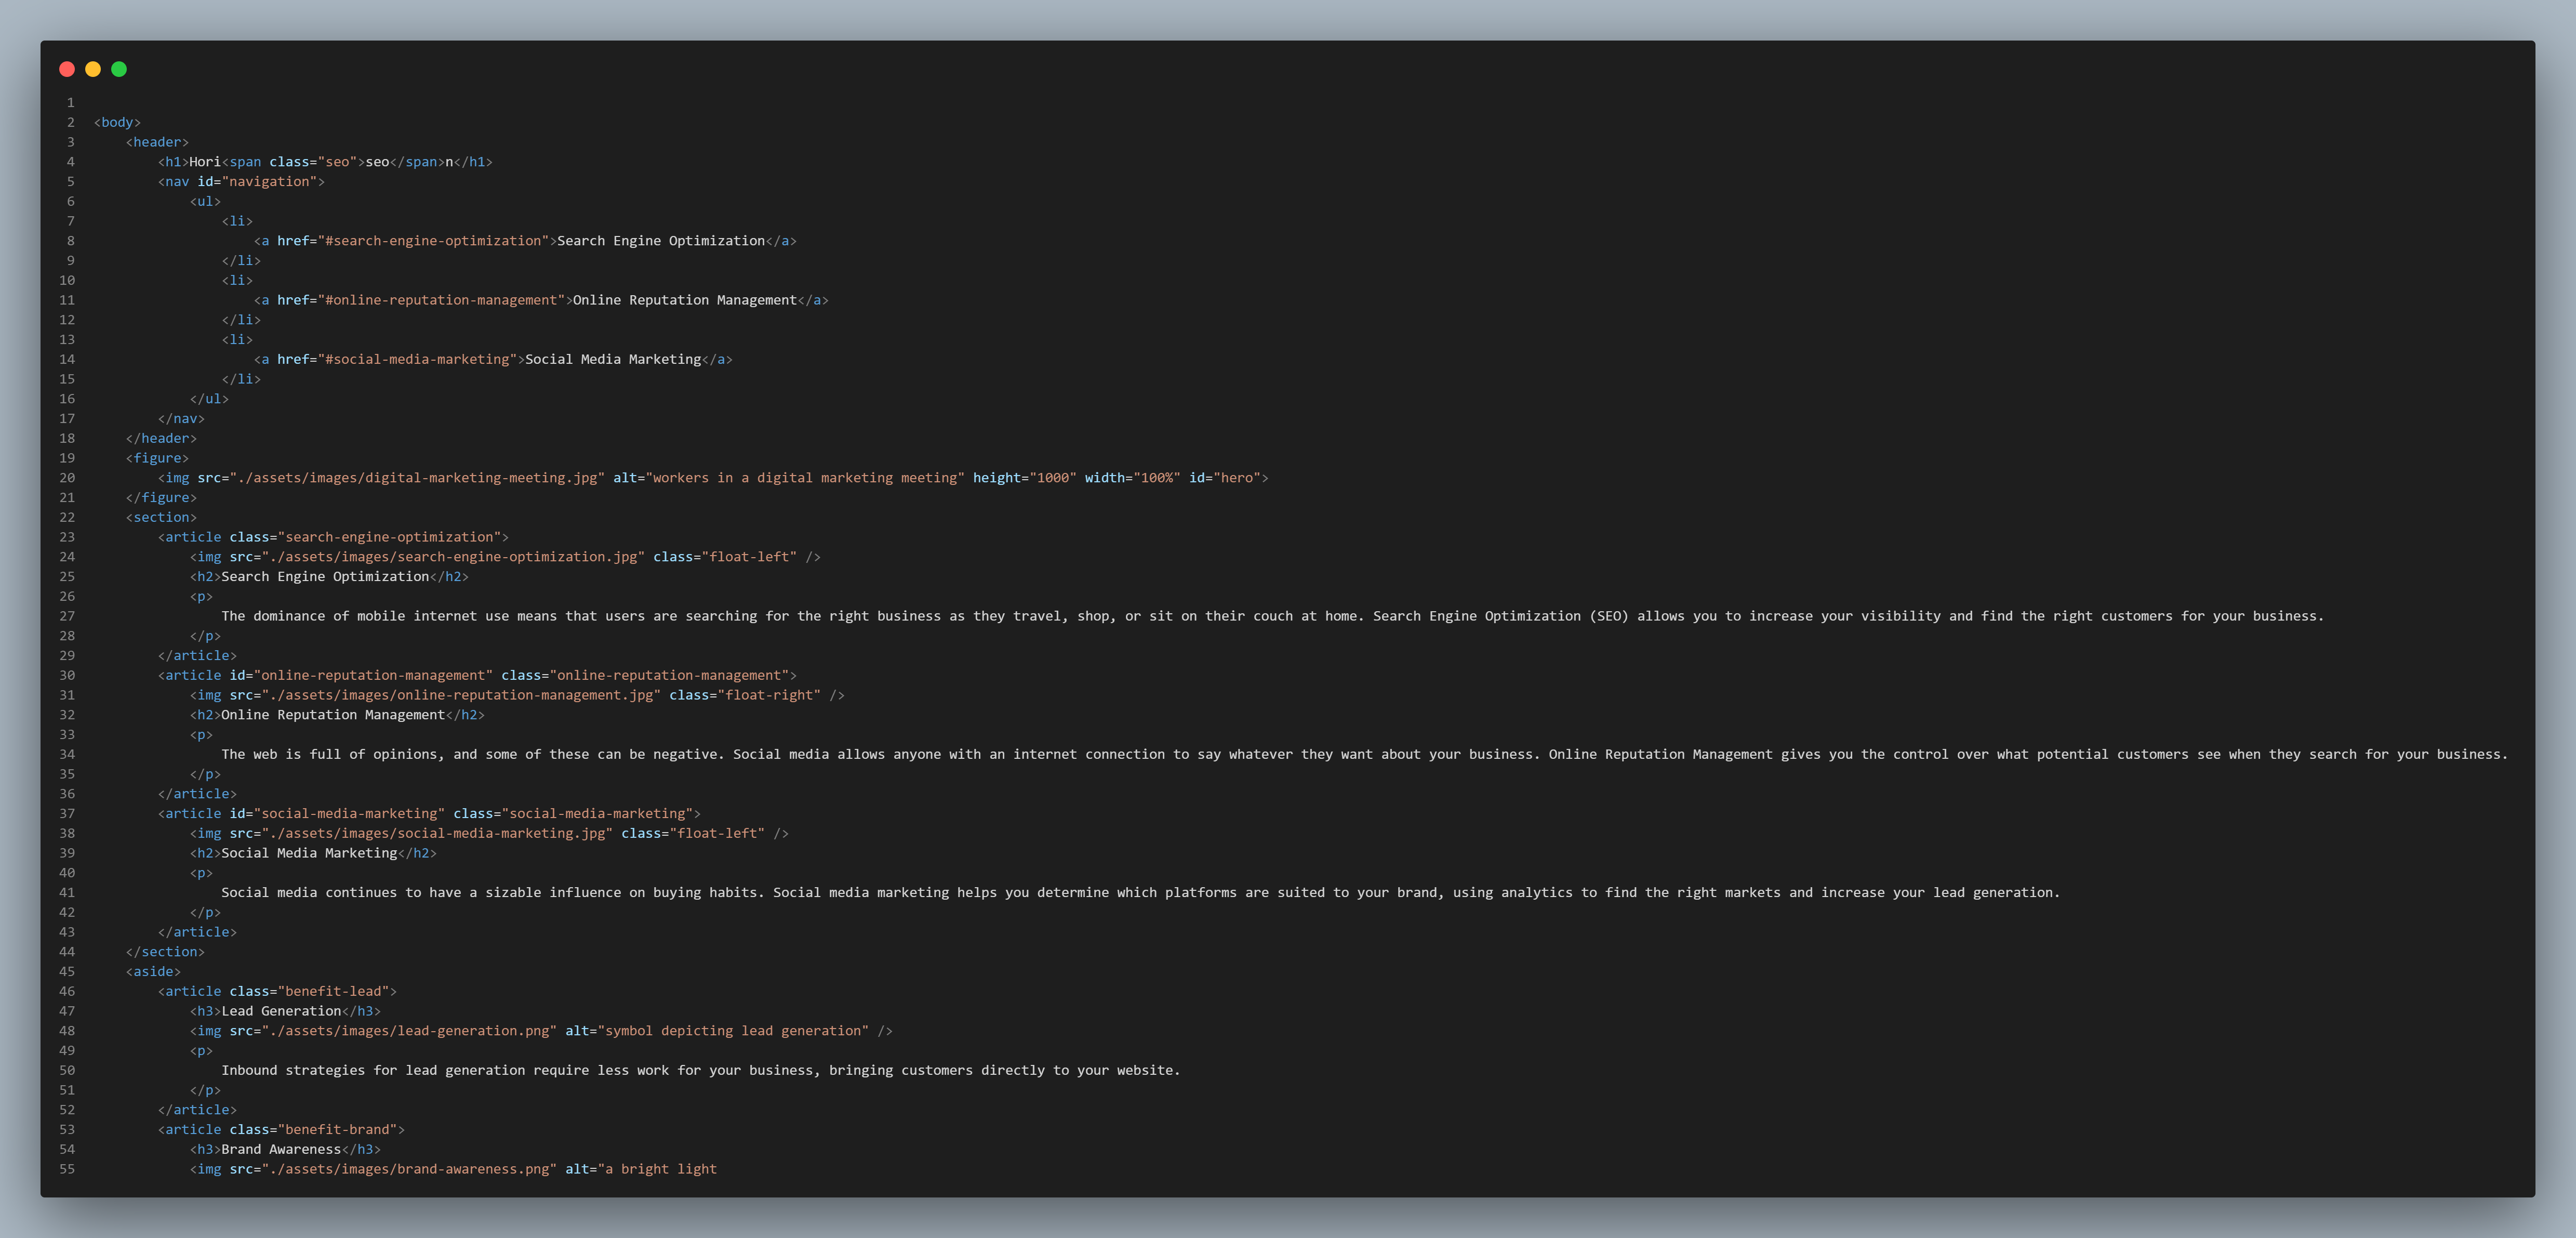 1
2 <body>
3     <header>
4         <h1>Hori<span class="seo">seo</span>n</h1>
5         <nav id="navigation">
6             <ul>
7                 <li>
8                     <a href="#search-engine-optimization">Search Engine Optimization</a>
9                 </li>
10                 <li>
11                     <a href="#online-reputation-management">Online Reputation Management</a>
12                 </li>
13                 <li>
14                     <a href="#social-media-marketing">Social Media Marketing</a>
15                 </li>
16             </ul>
17         </nav>
18     </header>
19     <figure>
20         <img src="./assets/images/digital-marketing-meeting.jpg" alt="workers in a digital marketing meeting" height="1000" width="100%" id="hero">
21     </figure>
22     <section>
23         <article class="search-engine-optimization">
24             <img src="./assets/images/search-engine-optimization.jpg" class="float-left" />
25             <h2>Search Engine Optimization</h2>
26             <p>
27                 The dominance of mobile internet use means that users are searching for the right business as they travel, shop, or sit on their couch at home. Search Engine Optimization (SEO) allows you to increase your visibility and find the right customers for your business.
28             </p>
29         </article>
30         <article id="online-reputation-management" class="online-reputation-management">
31             <img src="./assets/images/online-reputation-management.jpg" class="float-right" />
32             <h2>Online Reputation Management</h2>
33             <p>
34                 The web is full of opinions, and some of these can be negative. Social media allows anyone with an internet connection to say whatever they want about your business. Online Reputation Management gives you the control over what potential customers see when they search for your business.
35             </p>
36         </article>
37         <article id="social-media-marketing" class="social-media-marketing">
38             <img src="./assets/images/social-media-marketing.jpg" class="float-left" />
39             <h2>Social Media Marketing</h2>
40             <p>
41                 Social media continues to have a sizable influence on buying habits. Social media marketing helps you determine which platforms are suited to your brand, using analytics to find the right markets and increase your lead generation.
42             </p>
43         </article>
44     </section>
45     <aside>
46         <article class="benefit-lead">
47             <h3>Lead Generation</h3>
48             <img src="./assets/images/lead-generation.png" alt="symbol depicting lead generation" />
49             <p>
50                 Inbound strategies for lead generation require less work for your business, bringing customers directly to your website.
51             </p>
52         </article>
53         <article class="benefit-brand">
54             <h3>Brand Awareness</h3>
55             <img src="./assets/images/brand-awareness.png" alt="a bright light